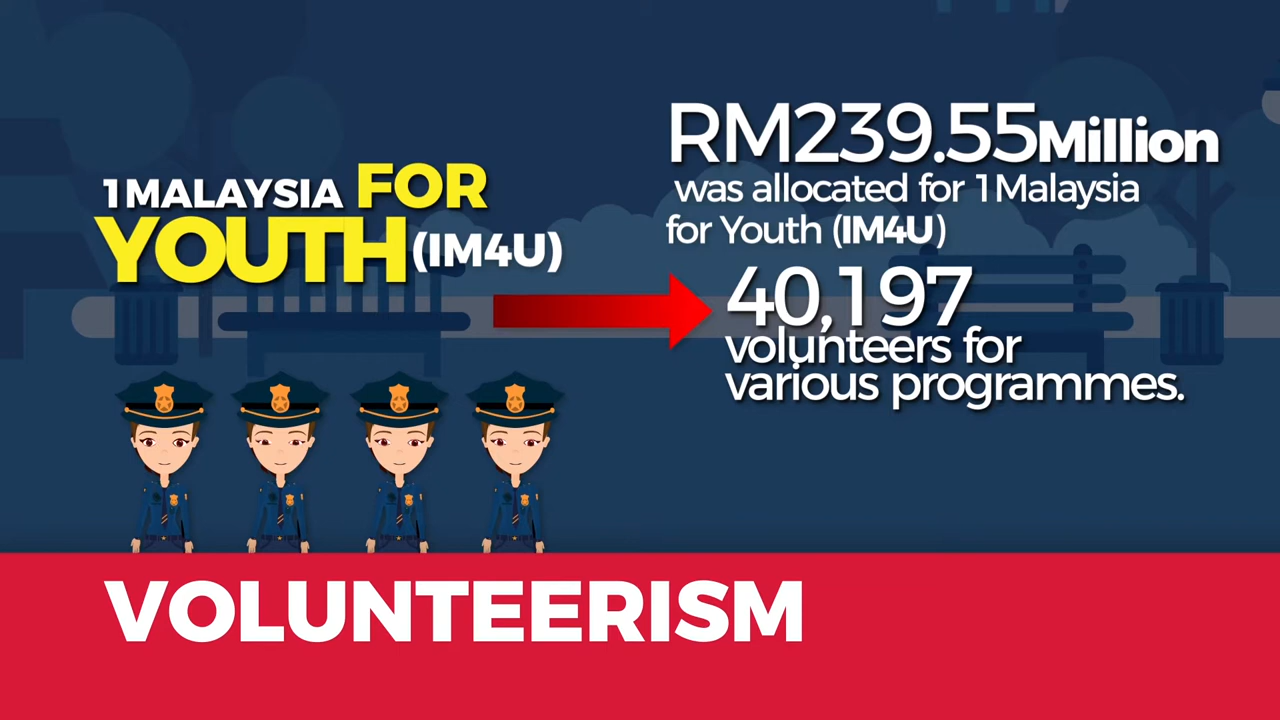 1MALAYSIA FOR
YOUTH (IM4U)
RM239.55Million
was allocated for 1Malaysia
for Youth (IM4U)
40,197
volunteers for
various programmes.
VOLUNTEERISM